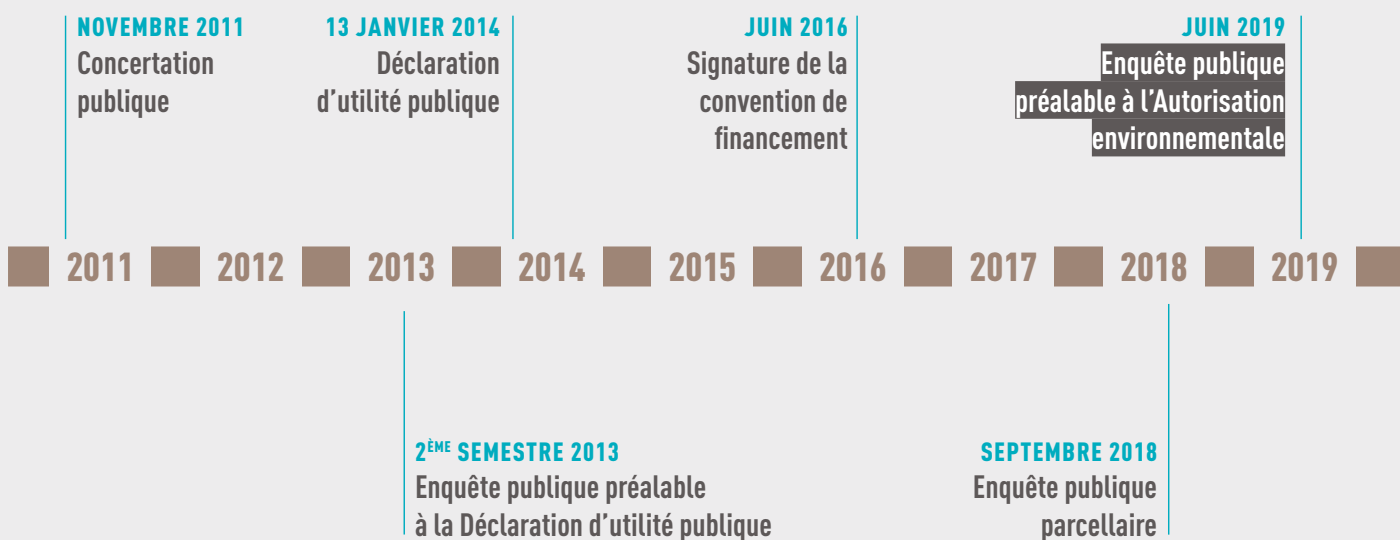 NOVEMBRE 2011
Concertation
publique
13 JANVIER 2014
Déclaration
d'utilité publique
JUIN 2016
Signature de la
convention de
financement
JUIN 2019
Enquête publique
préalable à l'Autorisation
environnementale
2011 2012 2013 2014 2015 2016 2017 2018 2019
2ÈME SEMESTRE 2013
Enquête publique préalable
à la Déclaration d'utilité publique
SEPTEMBRE 2018
Enquête publique
parcellaire